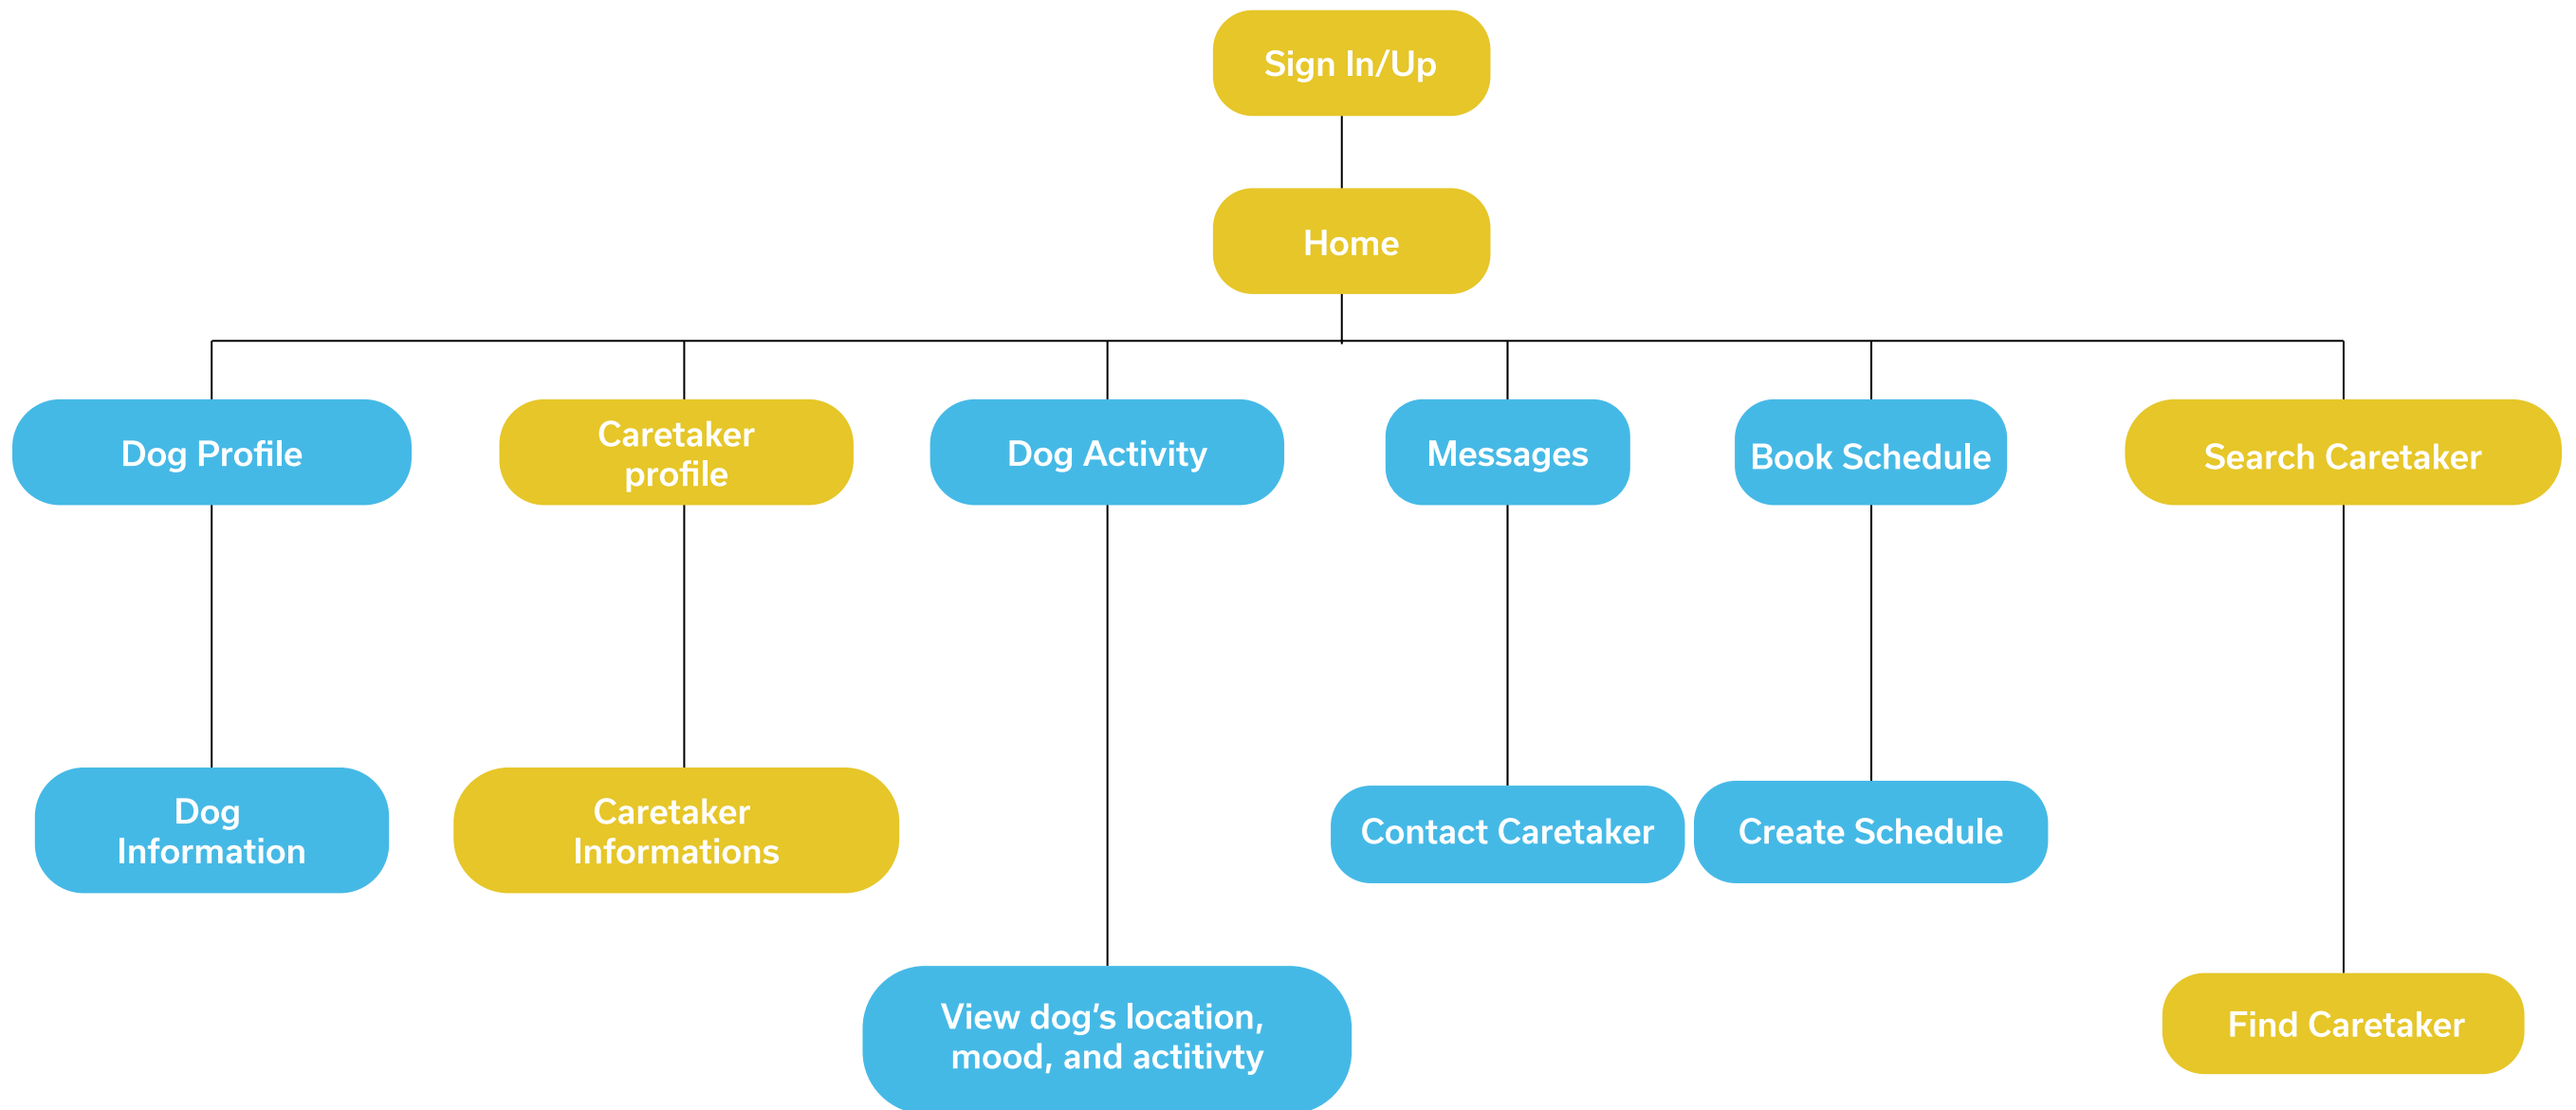 Sign In/Up
Home
Dog Profile
Caretaker
profile
Dog Activity
Messages
Book Schedule
Search Caretaker
Dog
Information
Caretaker
Informations
Contact Caretaker
Create Schedule
View dog’s location,
mood, and actitivty
Find Caretaker